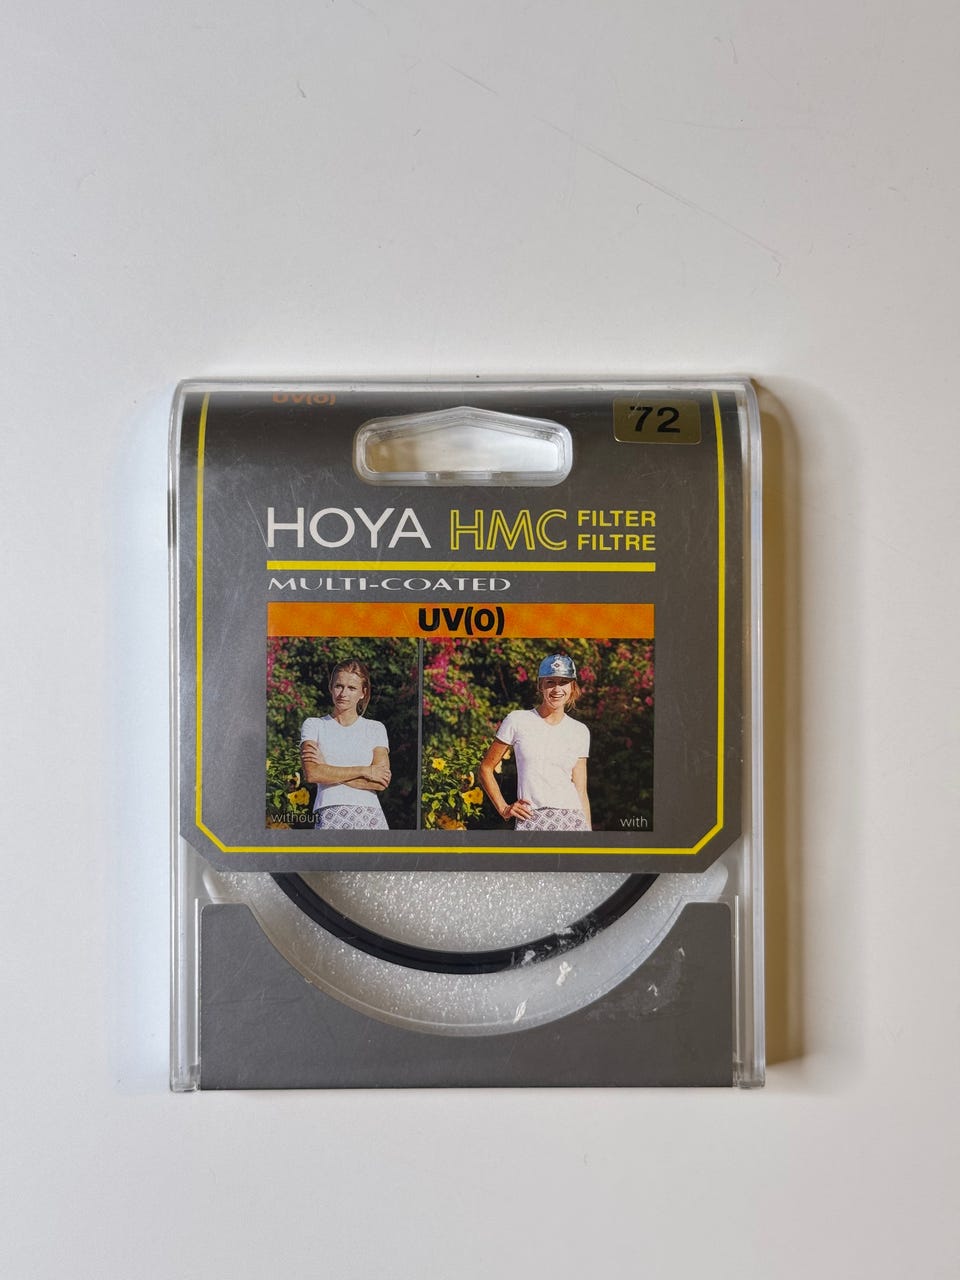 UV(0)
72
HOYA HMC FILTER
FILTRE
MULTI-COATED
UV(0)
without
with